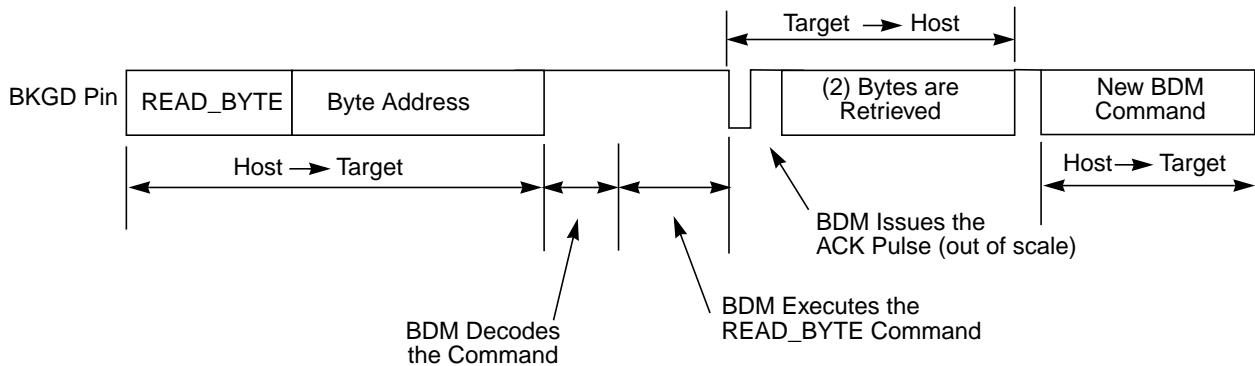 Target → Host
BKGD Pin
READ_BYTE
Byte Address
(2) Bytes are
Retrieved
New BDM
Command
Host → Target
Host → Target
BDM Issues the
ACK Pulse (out of scale)
BDM Decodes
the Command
BDM Executes the
READ_BYTE Command